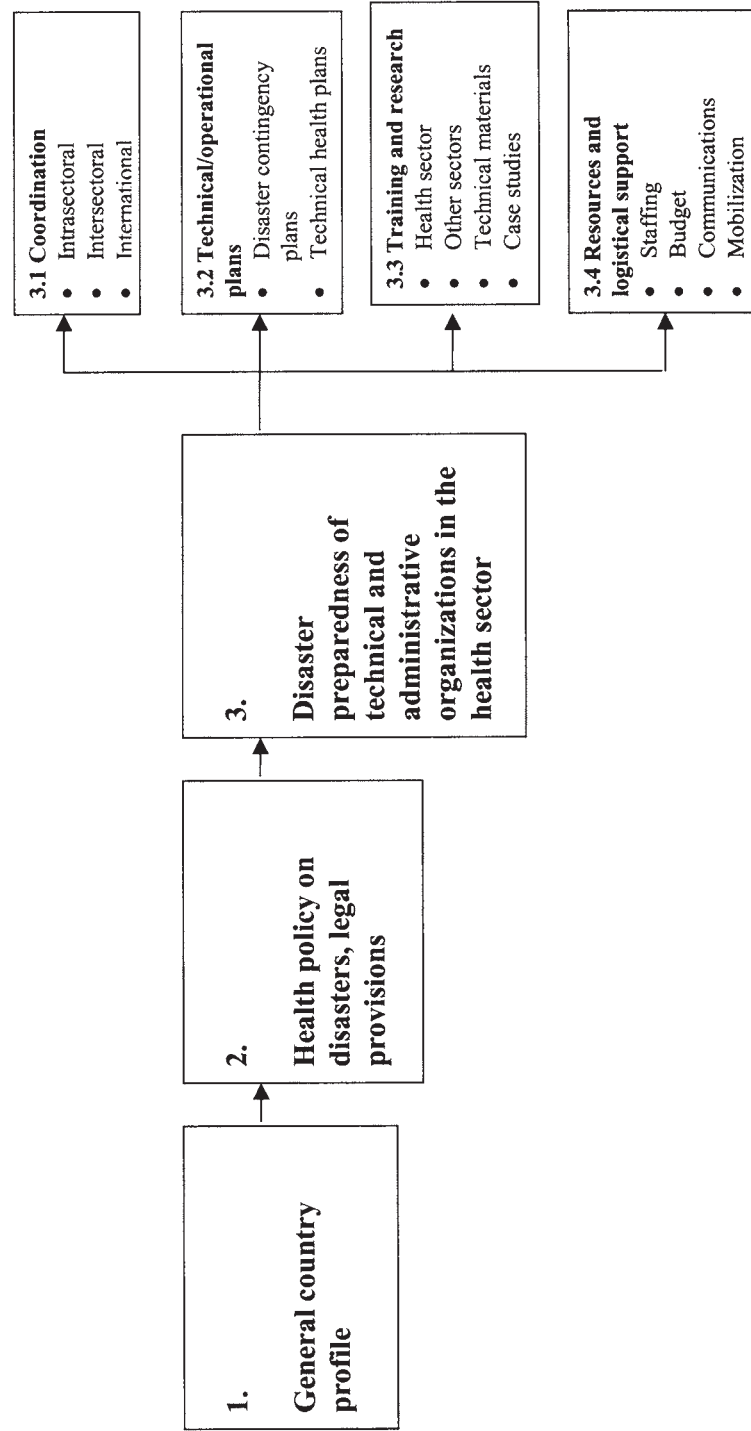 1.
General country
profile
2.
Health policy on
disasters, legal
provisions
3.
Disaster
preparedness of
technical and
administrative
organizations in the
health sector
3.1 Coordination
• Intrasectoral
• Intersectoral
• International
3.2 Technical/operational
plans
• Disaster contingency
plans
• Technical health plans
3.3 Training and research
• Health sector
• Other sectors
• Technical materials
• Case studies
3.4 Resources and
logistical support
• Staffing
• Budget
• Communications
• Mobilization